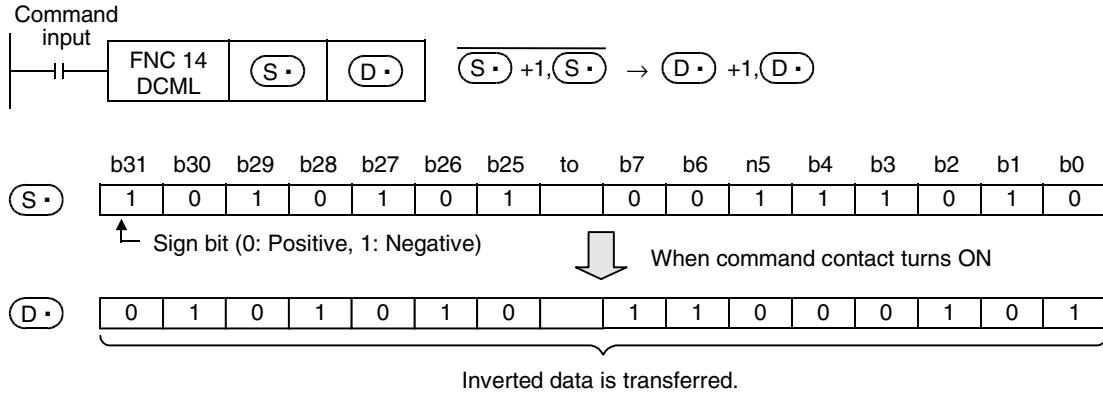 Command
input
FNC 14
DCML
S· D· S· +1, S· → D· +1, D·
b31 b30 b29 b28 b27 b26 b25 to b7 b6 n5 b4 b3 b2 b1 b0
S· 1 0 1 0 1 0 1 0 0 1 1 1 0 1 0
Sign bit (0: Positive, 1: Negative)
When command contact turns ON
D· 0 1 0 1 0 1 0 1 1 0 0 0 1 0 1
Inverted data is transferred.